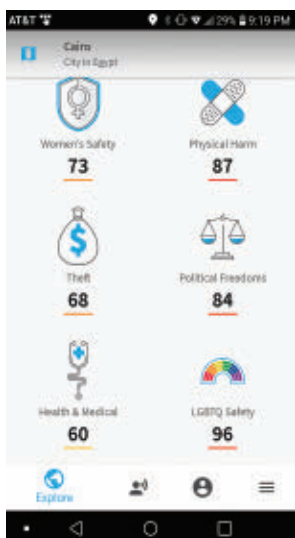 AT&T 29% 9:19 PM
Cairo
City in Egypt
Women's Safety
73
Physical Harm
87
Theft
68
Political Freedoms
84
Health & Medical
60
LGBTQ Safety
96
Explore